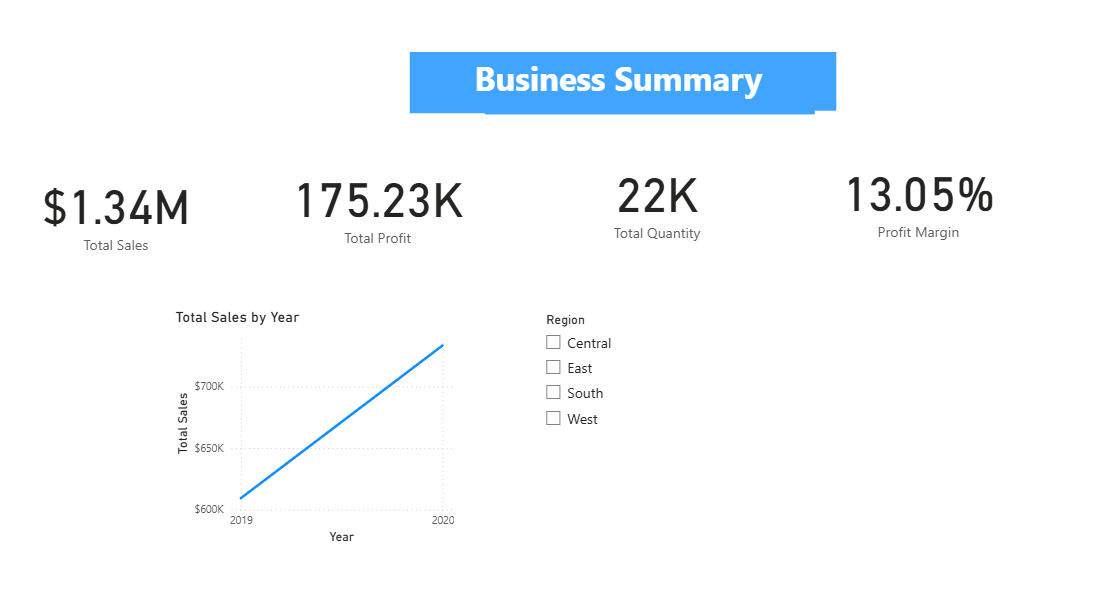 Business Summary
$1.34M
Total Sales
175.23K
Total Profit
22K
Total Quantity
13.05%
Profit Margin
Total Sales by Year
Total Sales
$700K
$650K
$600K
2019
2020
Year
Region
Central
East
South
West